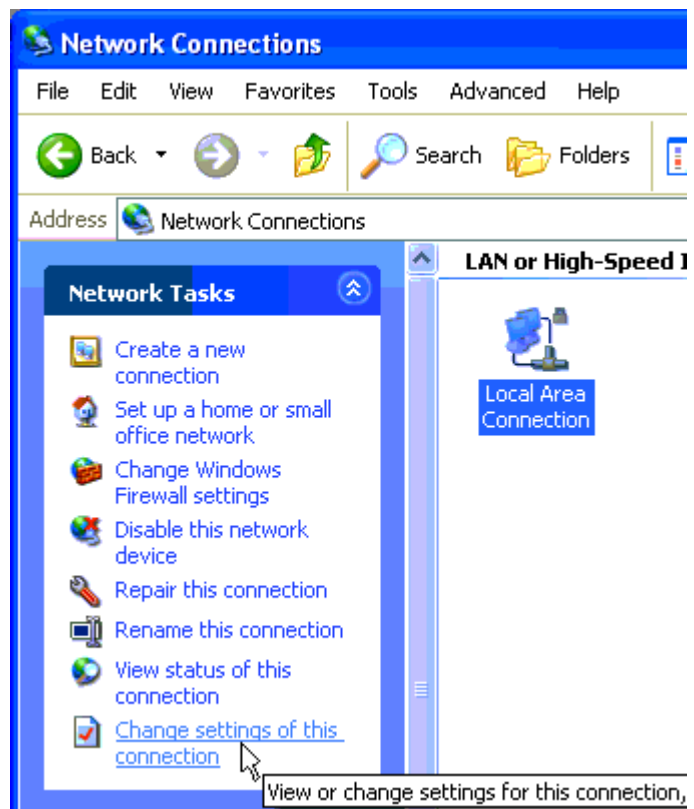 Network Connections
File Edit View Favorites Tools Advanced Help
Back Search Folders
Address Network Connections
Network Tasks
Create a new
connection
Set up a home or small
office network
Change Windows
Firewall settings
Disable this network
device
Repair this connection
Rename this connection
View status of this
connection
Change settings of this
connection
LAN or High-Speed I
Local Area
Connection
View or change settings for this connection,